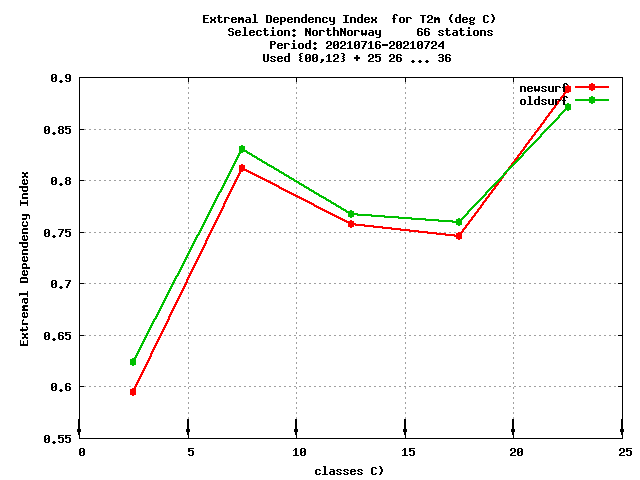 Extremal Dependency Index  for T2m (deg C)
Selection: NorthNorway     66 stations
Period: 20210716-20210724
Used {00,12} + 25 26 ... 36
newsurf
oldsurf
0.9
0.85
0.8
0.75
0.7
0.65
0.6
0.55
Extremal Dependency Index
0 5 10 15 20 25
classes C)